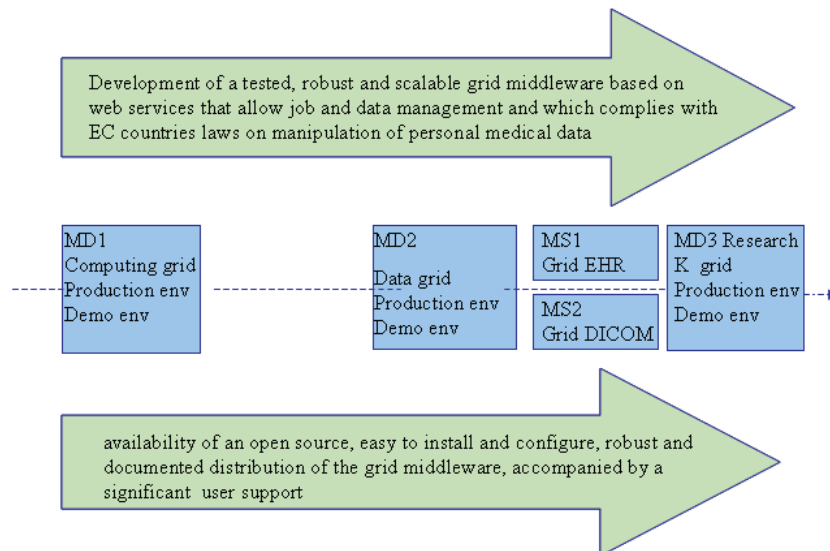 Development of a tested, robust and scalable grid middleware based on
web services that allow job and data management and which complies with
EC countries laws on manipulation of personal medical data
MD1
Computing grid
Production env
Demo env
MD2
Data grid
Production env
Demo env
MS1
Grid EHR
MS2
Grid DICOM
MD3 Research
K grid
Production env
Demo env
availability of an open source, easy to install and configure, robust and
documented distribution of the grid middleware, accompanied by a
significant user support